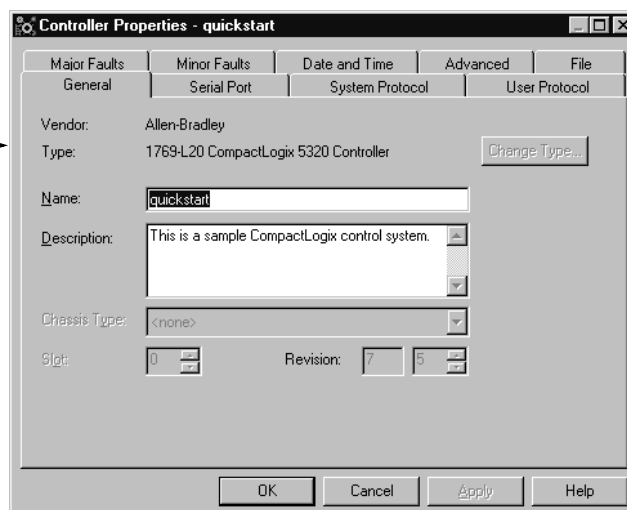 Controller Properties - quickstart
Major Faults Minor Faults Date and Time Advanced File
General Serial Port System Protocol User Protocol
Vendor: Allen-Bradley
Type: 1769-L20 CompactLogix 5320 Controller Change Type...
Name: quickstart
Description: This is a sample CompactLogix control system.
Chassis Type: <none>
Slot: 0 Revision: 7 5
OK Cancel Apply Help